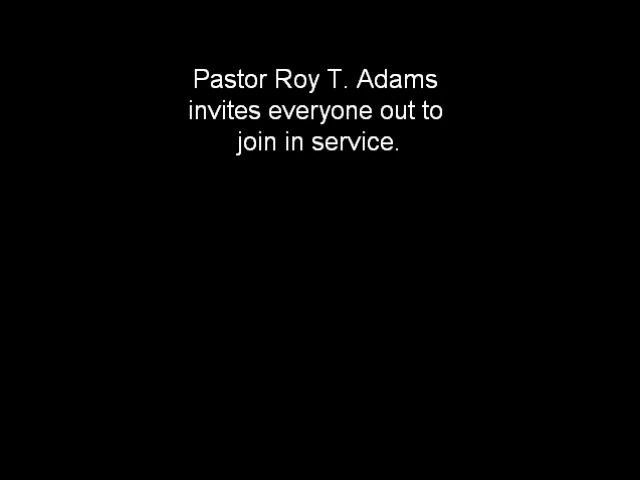 Pastor Roy T. Adams
invites everyone out to
join in service.